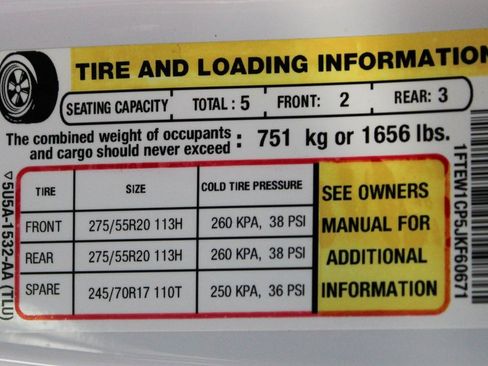 TIRE AND LOADING INFORMATION
SEATING CAPACITY TOTAL : 5 FRONT: 2 REAR: 3
The combined weight of occupants
and cargo should never exceed : 751 kg or 1656 lbs.
TIRE SIZE COLD TIRE PRESSURE
FRONT 275/55R20 113H 260 KPA, 38 PSI
REAR 275/55R20 113H 260 KPA, 38 PSI
SPARE 245/70R17 110T 250 KPA, 36 PSI
SEE OWNERS
MANUAL FOR
ADDITIONAL
INFORMATION
5U5A-1532-AA (TLU)
1FTEW1CP5JKF60671